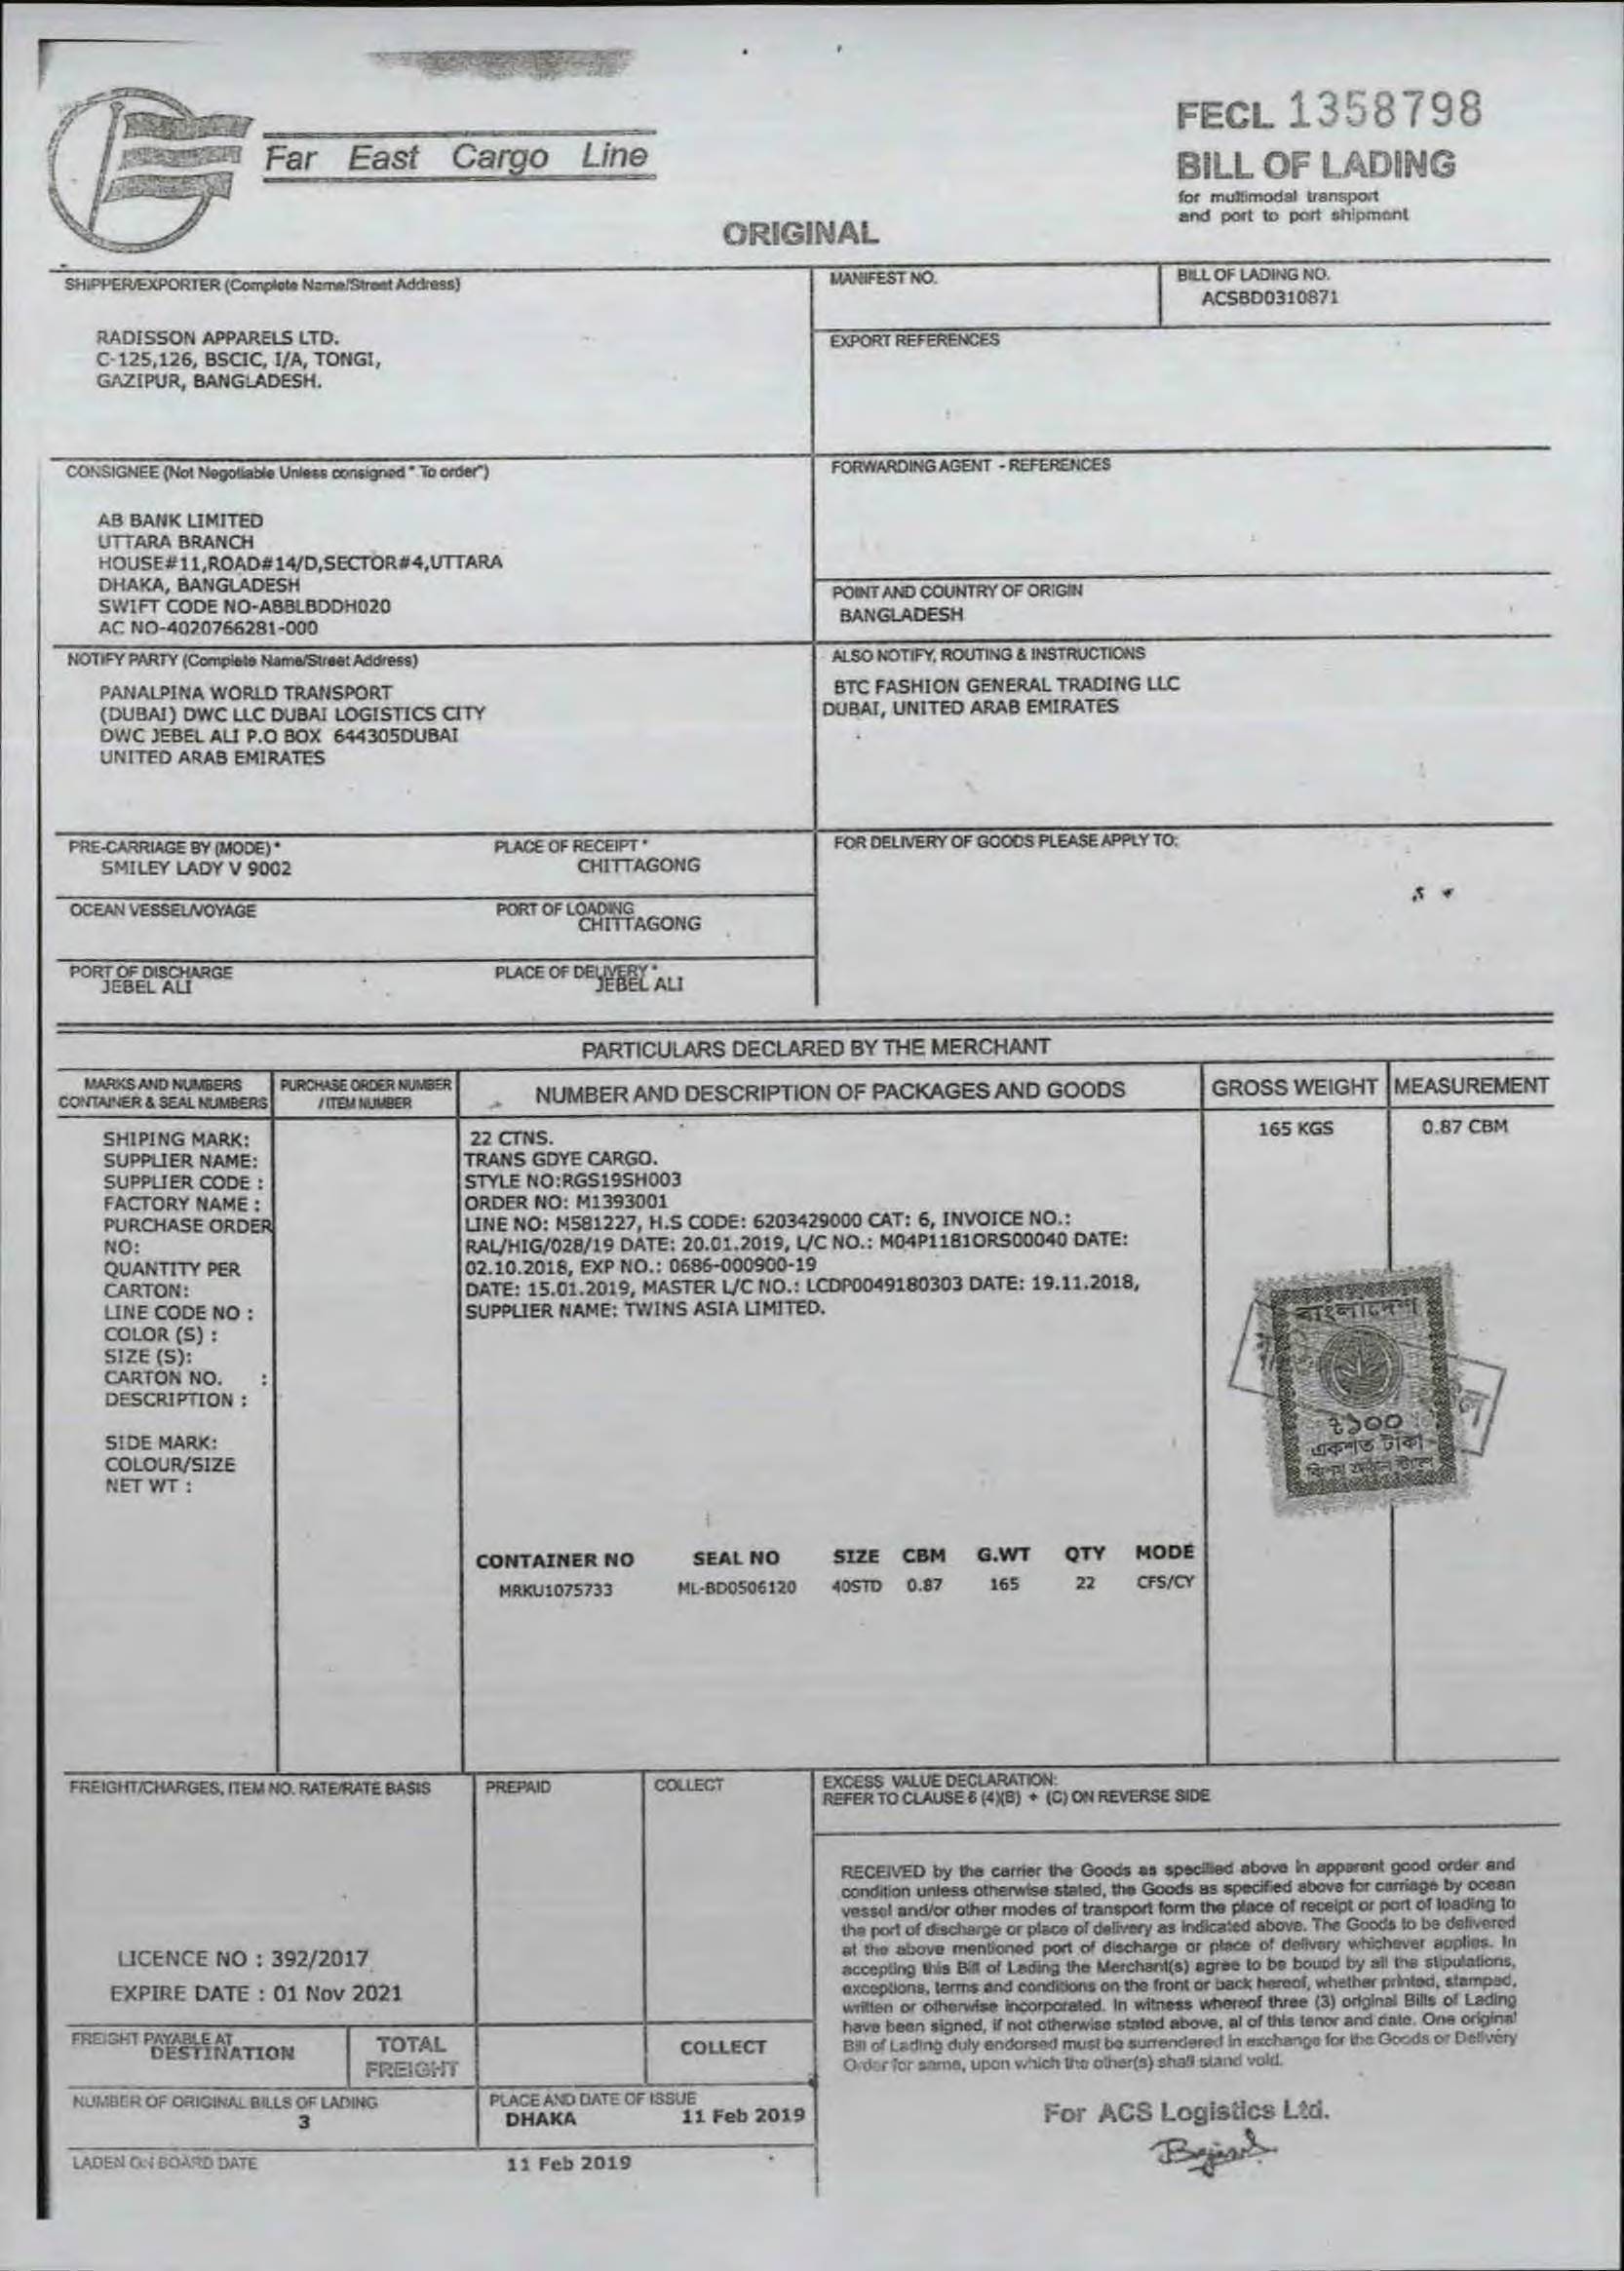 FECL 1358798
Far East Cargo Line
BILL OF LADING
for multimodal transport
and port to port shipment
ORIGINAL
SHIPPER/EXPORTER (Complete Name/Street Address)
MANIFEST NO.
BILL OF LADING NO.
ACSBD0310871
RADISSON APPARELS LTD.
C-125,126, BSCIC, I/A, TONGI,
GAZIPUR, BANGLADESH.
EXPORT REFERENCES
CONSIGNEE (Not Negotiable Unless consigned " To order")
FORWARDING AGENT - REFERENCES
AB BANK LIMITED
UTTARA BRANCH
HOUSE#11,ROAD#14/D,SECTOR#4,UTTARA
DHAKA, BANGLADESH
SWIFT CODE NO-ABBLBDDH020
AC NO-4020766281-000
POINT AND COUNTRY OF ORIGIN
BANGLADESH
NOTIFY PARTY (Complete Name/Street Address)
ALSO NOTIFY, ROUTING & INSTRUCTIONS
PANALPINA WORLD TRANSPORT
(DUBAI) DWC LLC DUBAI LOGISTICS CITY
DWC JEBEL ALI P.O BOX 644305DUBAI
UNITED ARAB EMIRATES
BTC FASHION GENERAL TRADING LLC
DUBAI, UNITED ARAB EMIRATES
PRE-CARRIAGE BY (MODE) *
SMILEY LADY V 9002
PLACE OF RECEIPT *
CHITTAGONG
FOR DELIVERY OF GOODS PLEASE APPLY TO:
OCEAN VESSEL/VOYAGE
PORT OF LOADING
CHITTAGONG
PORT OF DISCHARGE
JEBEL ALI
PLACE OF DELIVERY *
JEBEL ALI
PARTICULARS DECLARED BY THE MERCHANT
MARKS AND NUMBERS
CONTAINER & SEAL NUMBERS
PURCHASE ORDER NUMBER
/ ITEM NUMBER
NUMBER AND DESCRIPTION OF PACKAGES AND GOODS
GROSS WEIGHT
MEASUREMENT
SHIPING MARK:
SUPPLIER NAME:
SUPPLIER CODE :
FACTORY NAME :
PURCHASE ORDER
NO:
QUANTITY PER
CARTON:
LINE CODE NO :
COLOR (S) :
SIZE (S):
CARTON NO. :
DESCRIPTION :
SIDE MARK:
COLOUR/SIZE
NET WT :
22 CTNS.
TRANS GDYE CARGO.
STYLE NO:RGS19SH003
ORDER NO: M1393001
LINE NO: M581227, H.S CODE: 6203429000 CAT: 6, INVOICE NO.:
RAL/HIG/028/19 DATE: 20.01.2019, L/C NO.: M04P1181ORS00040 DATE:
02.10.2018, EXP NO.: 0686-000900-19
DATE: 15.01.2019, MASTER L/C NO.: LCDP0049180303 DATE: 19.11.2018,
SUPPLIER NAME: TWINS ASIA LIMITED.
165 KGS
0.87 CBM
বাংলাদেশ
৳১০০
একশত টাকা
CONTAINER NO SEAL NO SIZE CBM G.WT QTY MODE
MRKU1075733 ML-BD0506120 40STD 0.87 165 22 CFS/CY
FREIGHT/CHARGES, ITEM NO. RATE/RATE BASIS
PREPAID
COLLECT
EXCESS VALUE DECLARATION:
REFER TO CLAUSE 6 (4)(B) + (C) ON REVERSE SIDE
LICENCE NO : 392/2017
EXPIRE DATE : 01 Nov 2021
RECEIVED by the carrier the Goods as specified above in apparent good order and
condition unless otherwise stated, the Goods as specified above for carriage by ocean
vessel and/or other modes of transport form the place of receipt or port of loading to
the port of discharge or place of delivery as indicated above. The Goods to be delivered
at the above mentioned port of discharge or place of delivery whichever applies. In
accepting this Bill of Lading the Merchant(s) agree to be bound by all the stipulations,
exceptions, terms and conditions on the front or back hereof, whether printed, stamped,
written or otherwise incorporated. In witness whereof three (3) original Bills of Lading
have been signed, if not otherwise stated above, al of this tenor and date. One original
Bill of Lading duly endorsed must be surrendered in exchange for the Goods or Delivery
Order for same, upon which the other(s) shall stand void.
FREIGHT PAYABLE AT
DESTINATION
TOTAL
FREIGHT
COLLECT
NUMBER OF ORIGINAL BILLS OF LADING
3
PLACE AND DATE OF ISSUE
DHAKA 11 Feb 2019
LADEN ON BOARD DATE
11 Feb 2019
For ACS Logistics Ltd.